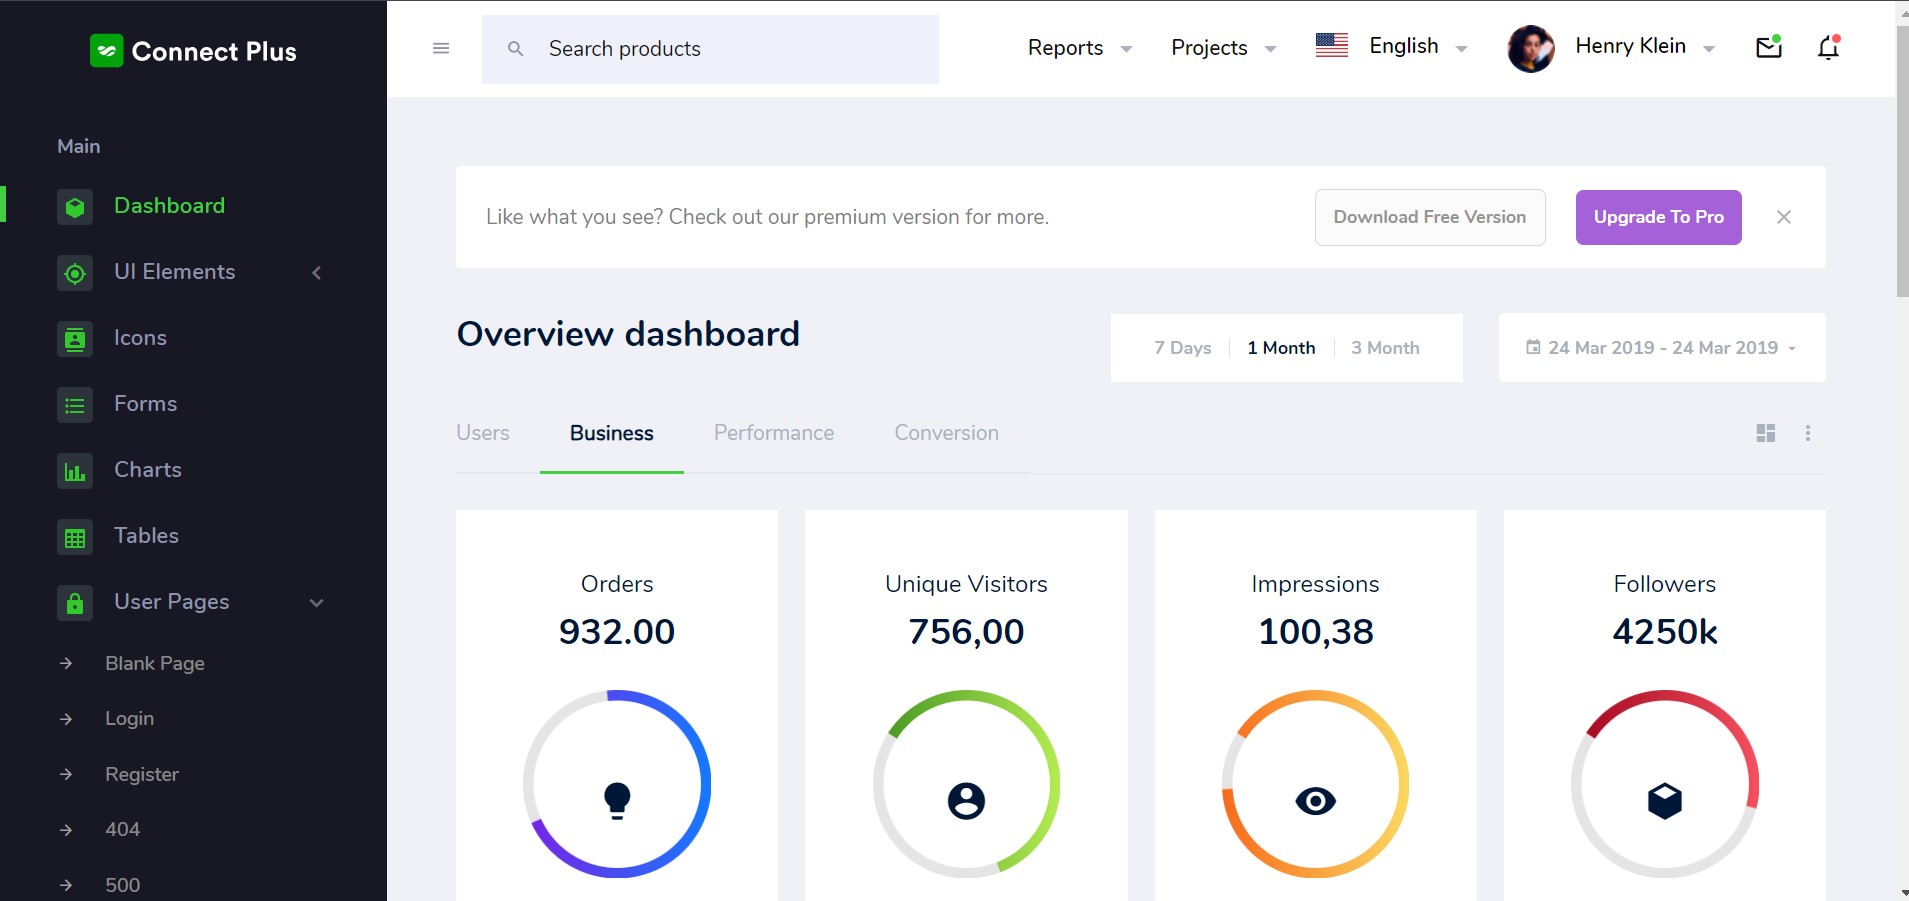 Connect Plus
Search products
Reports
Projects
English
Henry Klein
Main
Dashboard
UI Elements
Icons
Forms
Charts
Tables
User Pages
Blank Page
Login
Register
404
500
Like what you see? Check out our premium version for more.
Download Free Version
Upgrade To Pro
Overview dashboard
7 Days
1 Month
3 Month
24 Mar 2019 - 24 Mar 2019
Users
Business
Performance
Conversion
Orders
932.00
Unique Visitors
756,00
Impressions
100,38
Followers
4250k